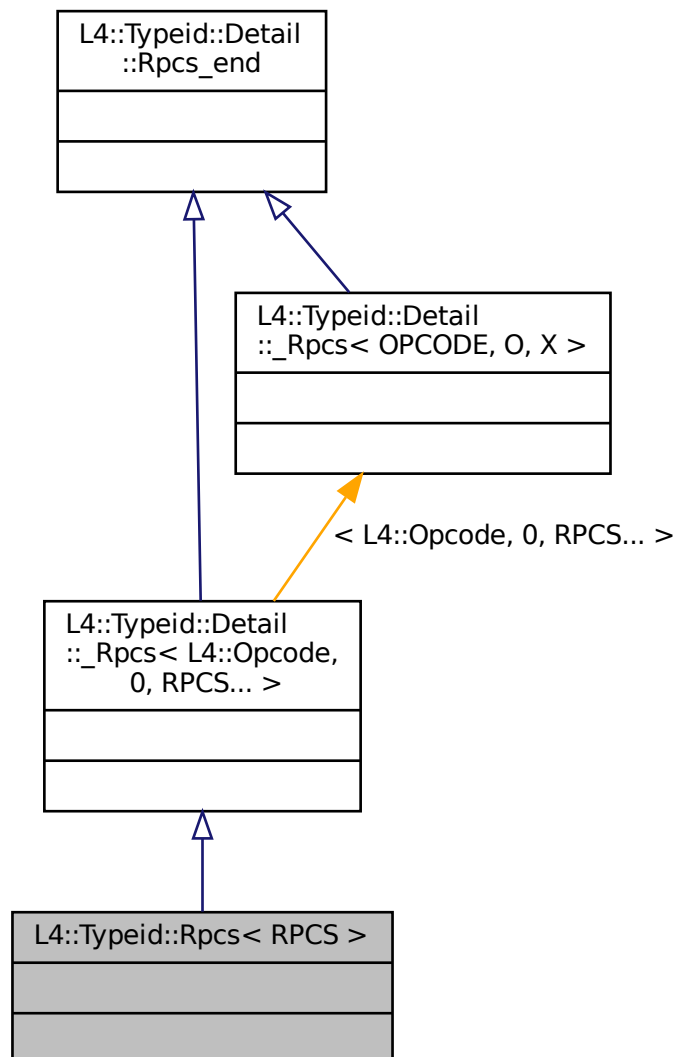 L4::Typeid::Detail
::Rpcs_end
L4::Typeid::Detail
::_Rpcs< OPCODE, O, X >
< L4::Opcode, 0, RPCS... >
L4::Typeid::Detail
::_Rpcs< L4::Opcode,
0, RPCS... >
L4::Typeid::Rpcs< RPCS >